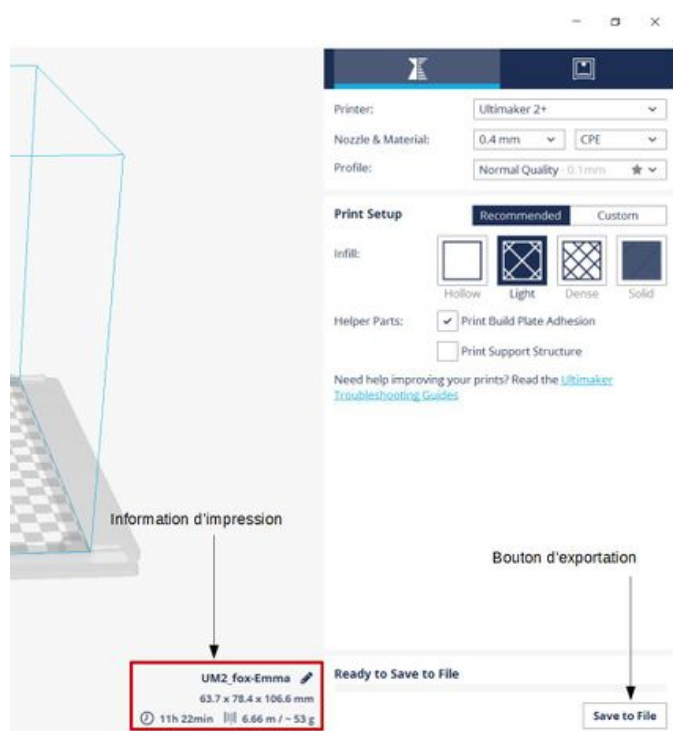 Printer: Ultimaker 2+
Nozzle & Material: 0.4 mm CPE
Profile: Normal Quality - 0.1mm
Print Setup Recommended Custom
Infill:
Hollow Light Dense Solid
Helper Parts: Print Build Plate Adhesion
Print Support Structure
Need help improving your prints? Read the Ultimaker
Troubleshooting Guides
Information d'impression
Bouton d'exportation
UM2_fox-Emma
63.7 x 78.4 x 106.6 mm
11h 22min 6.66 m / ~ 53 g
Ready to Save to File
Save to File